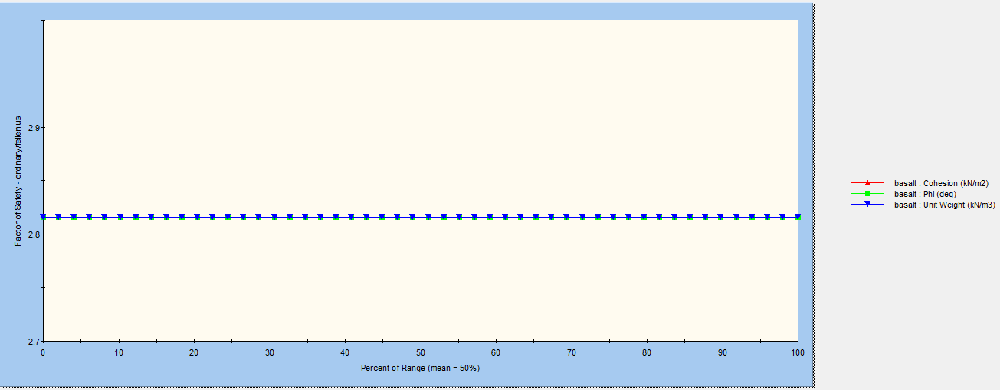 Factor of Safety - ordinary/fellenius
2.9
2.8
2.7
0 10 20 30 40 50 60 70 80 90 100
Percent of Range (mean = 50%)
basalt : Cohesion (kN/m2)
basalt : Phi (deg)
basalt : Unit Weight (kN/m3)